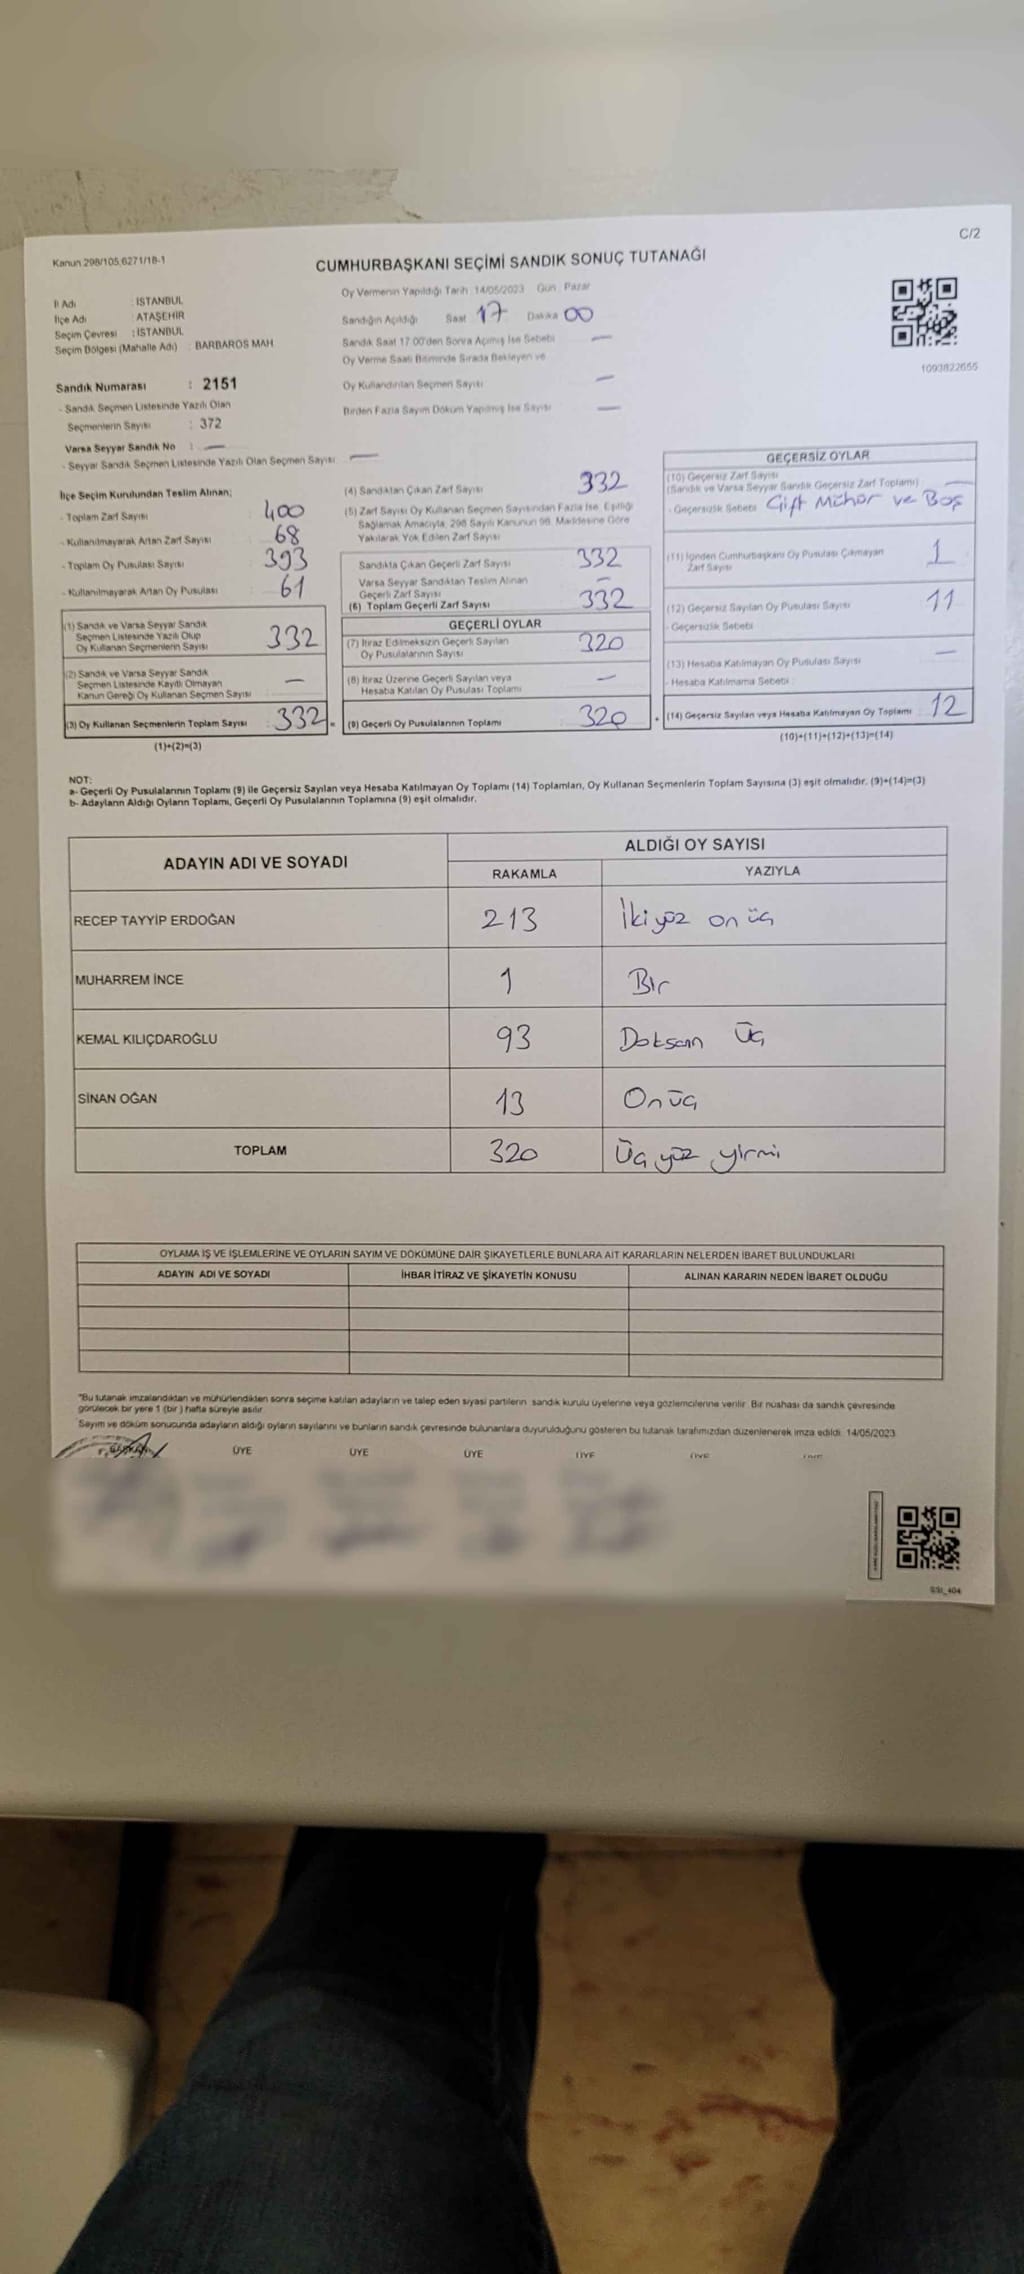 C/2
Kanun 298/105,6271/18-1
CUMHURBAŞKANI SEÇİMİ SANDIK SONUÇ TUTANAĞI
Oy Vermenin Yapıldığı Tarih : 14/05/2023 Gün : Pazar
İl Adı : İSTANBUL
İlçe Adı : ATAŞEHİR
Seçim Çevresi : İSTANBUL
Seçim Bölgesi (Mahalle Adı) : BARBAROS MAH.
Sandığın Açıldığı Saat 17 Dakika 00
Sandık Saat 17.00'den Sonra Açılmış İse Sebebi —
Oy Verme Saati Bitiminde Sırada Bekleyen ve
Oy Kullandırılan Seçmen Sayısı —
Birden Fazla Sayım Döküm Yapılmış İse Sayısı —
1093822655
Sandık Numarası : 2151
- Sandık Seçmen Listesinde Yazılı Olan
Seçmenlerin Sayısı : 372
Varsa Seyyar Sandık No : —
- Seyyar Sandık Seçmen Listesinde Yazılı Olan Seçmen Sayısı : —
İlçe Seçim Kurulundan Teslim Alınan;
- Toplam Zarf Sayısı 400
- Kullanılmayarak Artan Zarf Sayısı 68
- Toplam Oy Pusulası Sayısı 393
- Kullanılmayarak Artan Oy Pusulası 61
(1) Sandık ve Varsa Seyyar Sandık
Seçmen Listesinde Yazılı Olup
Oy Kullanan Seçmenlerin Sayısı 332
(2) Sandık ve Varsa Seyyar Sandık
Seçmen Listesinde Kayıtlı Olmayan
Kanun Gereği Oy Kullanan Seçmen Sayısı —
(3) Oy Kullanan Seçmenlerin Toplam Sayısı : 332 =
(1)+(2)=(3)
(4) Sandıktan Çıkan Zarf Sayısı 332
(5) Zarf Sayısı Oy Kullanan Seçmen Sayısından Fazla İse, Eşitliği
Sağlamak Amacıyla, 298 Sayılı Kanunun 98. Maddesine Göre
Yakılarak Yok Edilen Zarf Sayısı
Sandıkta Çıkan Geçerli Zarf Sayısı 332
Varsa Seyyar Sandıktan Teslim Alınan
Geçerli Zarf Sayısı —
(6) Toplam Geçerli Zarf Sayısı 332
GEÇERLİ OYLAR
(7) İtiraz Edilmeksizin Geçerli Sayılan
Oy Pusulalarının Sayısı 320
(8) İtiraz Üzerine Geçerli Sayılan veya
Hesaba Katılan Oy Pusulası Toplamı —
(9) Geçerli Oy Pusulalarının Toplamı 320 +
GEÇERSİZ OYLAR
(10) Geçersiz Zarf Sayısı
(Sandık ve Varsa Seyyar Sandık Geçersiz Zarf Toplamı) —
- Geçersizlik Sebebi Çift Mühür ve Boş
(11) İçinden Cumhurbaşkanı Oy Pusulası Çıkmayan
Zarf Sayısı 1
(12) Geçersiz Sayılan Oy Pusulası Sayısı 11
- Geçersizlik Sebebi
(13) Hesaba Katılmayan Oy Pusulası Sayısı —
- Hesaba Katılmama Sebebi :
(14) Geçersiz Sayılan veya Hesaba Katılmayan Oy Toplamı 12
(10)+(11)+(12)+(13)=(14)
NOT:
a- Geçerli Oy Pusulalarının Toplamı (9) ile Geçersiz Sayılan veya Hesaba Katılmayan Oy Toplamı (14) Toplamları, Oy Kullanan Seçmenlerin Toplam Sayısına (3) eşit olmalıdır. (9)+(14)=(3)
b- Adayların Aldığı Oyların Toplamı, Geçerli Oy Pusulalarının Toplamına (9) eşit olmalıdır.
ADAYIN ADI VE SOYADI ALDIĞI OY SAYISI
RAKAMLA YAZIYLA
RECEP TAYYİP ERDOĞAN 213 İkiyüz onüç
MUHARREM İNCE 1 Bir
KEMAL KILIÇDAROĞLU 93 Doksan Üç
SİNAN OĞAN 13 Onüç
TOPLAM 320 Üç yüz yirmi
OYLAMA İŞ VE İŞLEMLERİNE VE OYLARIN SAYIM VE DÖKÜMÜNE DAİR ŞİKAYETLERLE BUNLARA AİT KARARLARIN NELERDEN İBARET BULUNDUKLARI
ADAYIN ADI VE SOYADI İHBAR İTİRAZ VE ŞİKAYETİN KONUSU ALINAN KARARIN NEDEN İBARET OLDUĞU
"Bu tutanak imzalandıktan ve mühürlendikten sonra seçime katılan adayların ve talep eden siyasi partilerin sandık kurulu üyelerine veya gözlemcilerine verilir. Bir nushası da sandık çevresinde
görülecek bir yere 1 (bir) hafta süreyle asılır.
Sayım ve döküm sonucunda adayların aldığı oyların sayılarını ve bunların sandık çevresinde bulunanlara duyurulduğunu gösteren bu tutanak tarafımızdan düzenlenerek imza edildi. 14/05/2023
ÜYE ÜYE ÜYE ÜYE ÜYE